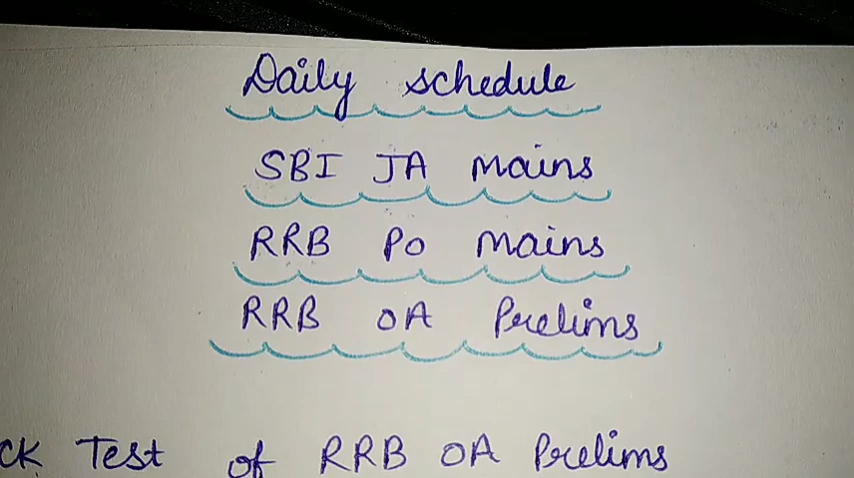 Daily schedule
SBI JA mains
RRB PO mains
RRB OA Prelims
CK Test of RRB OA Prelims